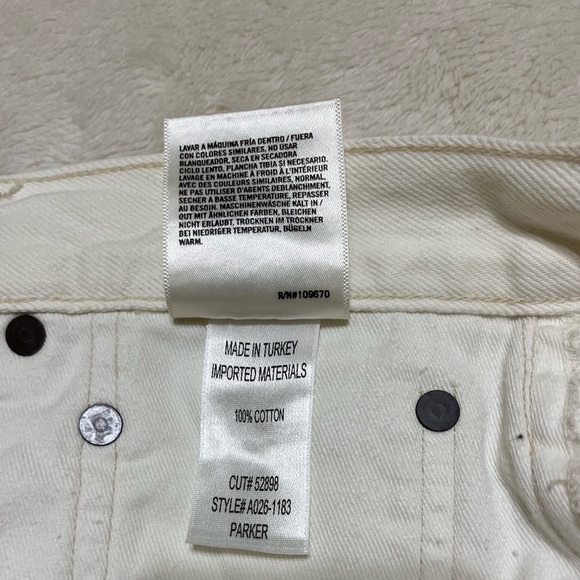 LAVAR A MÁQUINA FRÍA DENTRO / FUERA
CON COLORES SIMILARES, NO USAR
BLANQUEADOR, SECA EN SECADORA
CICLO LENTO, PLANCHA TIBIA SI NECESARIO.
LAVAGE EN MACHINE À FROID À L'INTÉRIEUR
AVEC DES COULEURS SIMILAIRES, NORMAL,
NE PAS UTILISER D'AGENTS DEBLANCHIMENT,
SECHER A BASSE TEMPERATURE, REPASSER
AU BESOIN. MASCHINENWÄSCHE KALT IN /
OUT MIT ÄHNLICHEN FARBEN, BLEICHEN
NICHT ERLAUBT, TROCKNEN IM TROCKNER
BEI NIEDRIGER TEMPERATUR, BÜGELN
WARM.
R/N#109670
MADE IN TURKEY
IMPORTED MATERIALS
100% COTTON
CUT# 52898
STYLE# A026-1183
PARKER